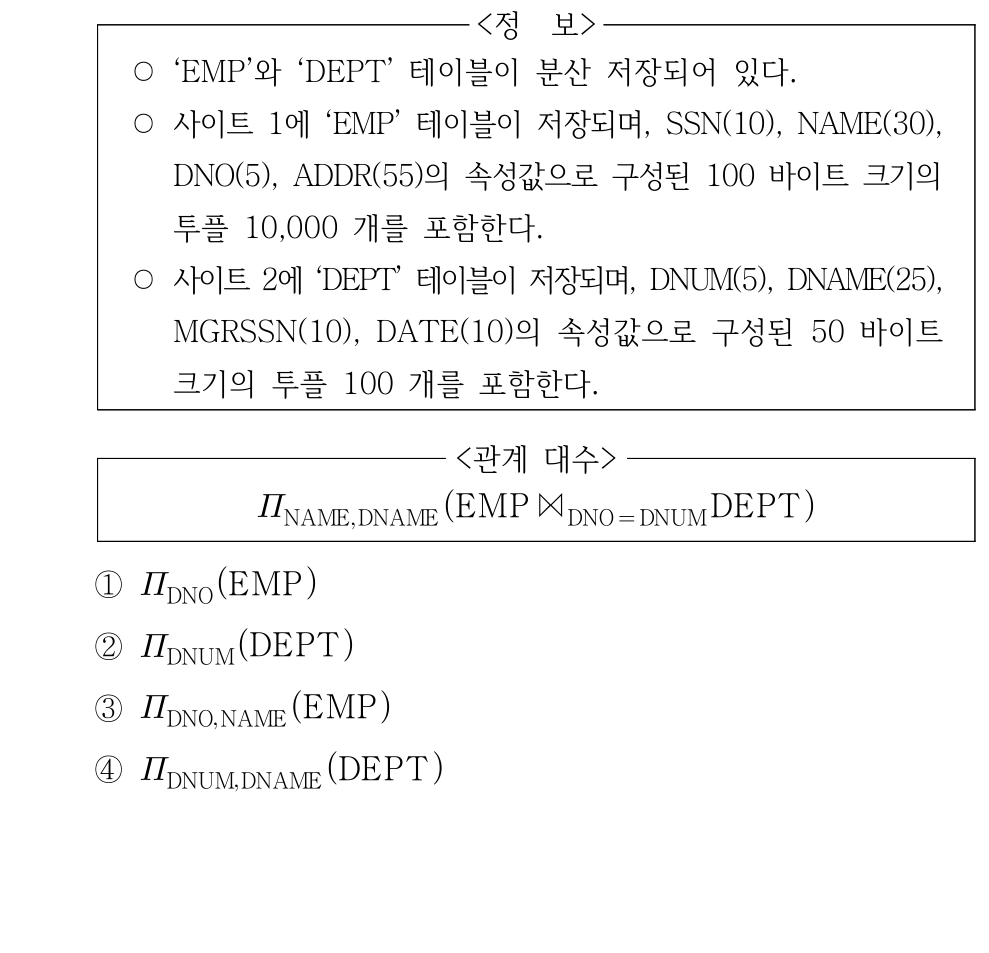 <정 보>
○ ‘EMP’와 ‘DEPT’ 테이블이 분산 저장되어 있다.
○ 사이트 1에 ‘EMP’ 테이블이 저장되며, SSN(10), NAME(30),
DNO(5), ADDR(55)의 속성값으로 구성된 100 바이트 크기의
투플 10,000 개를 포함한다.
○ 사이트 2에 ‘DEPT’ 테이블이 저장되며, DNUM(5), DNAME(25),
MGRSSN(10), DATE(10)의 속성값으로 구성된 50 바이트
크기의 투플 100 개를 포함한다.
<관계 대수>
Π_NAME,DNAME(EMP ⋈_DNO=DNUM DEPT)
① Π_DNO(EMP)
② Π_DNUM(DEPT)
③ Π_DNO,NAME(EMP)
④ Π_DNUM,DNAME(DEPT)